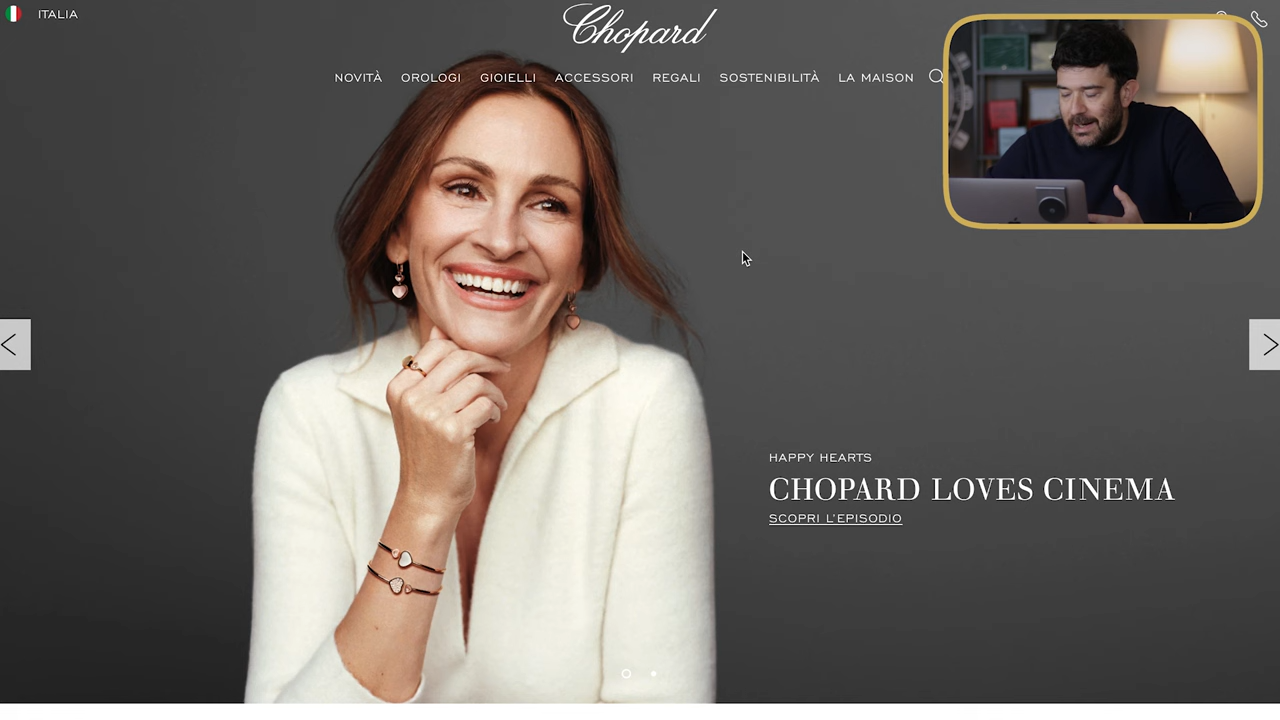 ITALIA
Chopard
NOVITÀ OROLOGI GIOIELLI ACCESSORI REGALI SOSTENIBILITÀ LA MAISON
HAPPY HEARTS
CHOPARD LOVES CINEMA
SCOPRI L'EPISODIO